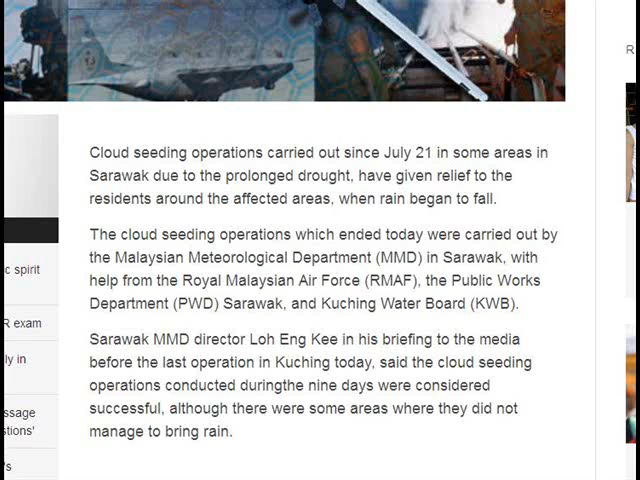 Cloud seeding operations carried out since July 21 in some areas in
Sarawak due to the prolonged drought, have given relief to the
residents around the affected areas, when rain began to fall.
The cloud seeding operations which ended today were carried out by
the Malaysian Meteorological Department (MMD) in Sarawak, with
help from the Royal Malaysian Air Force (RMAF), the Public Works
Department (PWD) Sarawak, and Kuching Water Board (KWB).
Sarawak MMD director Loh Eng Kee in his briefing to the media
before the last operation in Kuching today, said the cloud seeding
operations conducted duringthe nine days were considered
successful, although there were some areas where they did not
manage to bring rain.
c spirit
R exam
ly in
ssage
stions'
's
R